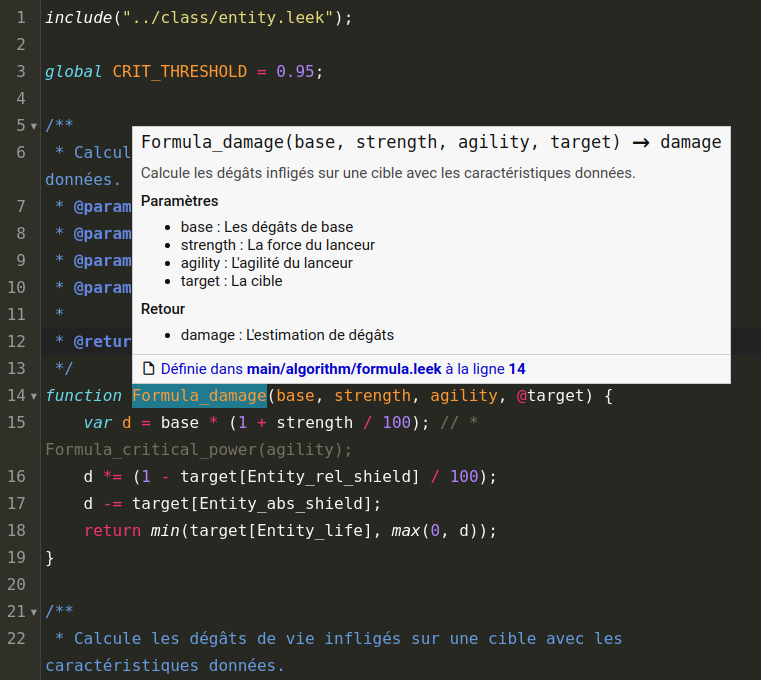 1 include("../class/entity.leek");
2
3 global CRIT_THRESHOLD = 0.95;
4
5 /**
6 * Calcul
données.
7 * @param
8 * @param
9 * @param
10 * @param
11 *
12 * @retur
13 */
Formula_damage(base, strength, agility, target) → damage
Calcule les dégâts infligés sur une cible avec les caractéristiques données.
Paramètres
• base : Les dégâts de base
• strength : La force du lanceur
• agility : L'agilité du lanceur
• target : La cible
Retour
• damage : L'estimation de dégâts
Définie dans main/algorithm/formula.leek à la ligne 14
14 function Formula_damage(base, strength, agility, @target) {
15 var d = base * (1 + strength / 100); // *
Formula_critical_power(agility);
16 d *= (1 - target[Entity_rel_shield] / 100);
17 d -= target[Entity_abs_shield];
18 return min(target[Entity_life], max(0, d));
19 }
20
21 /**
22 * Calcule les dégâts de vie infligés sur une cible avec les
caractéristiques données.